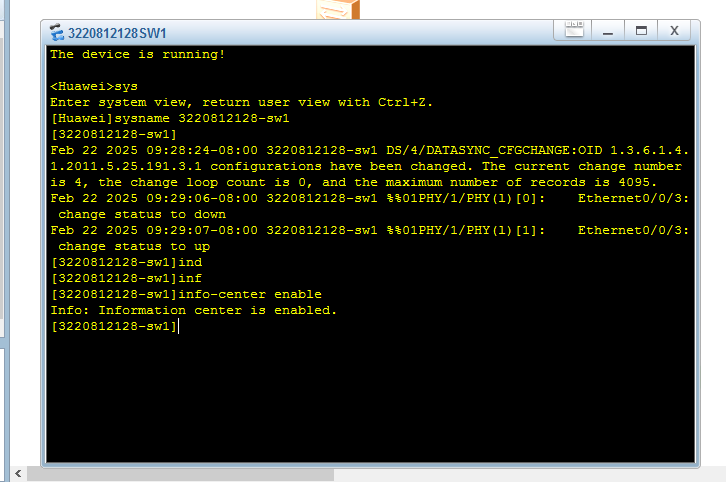 3220812128SW1
The device is running!
<Huawei>sys
Enter system view, return user view with Ctrl+Z.
[Huawei]sysname 3220812128-sw1
[3220812128-sw1]
Feb 22 2025 09:28:24-08:00 3220812128-sw1 DS/4/DATASYNC_CFGCHANGE:OID 1.3.6.1.4.
1.2011.5.25.191.3.1 configurations have been changed. The current change number
is 4, the change loop count is 0, and the maximum number of records is 4095.
Feb 22 2025 09:29:06-08:00 3220812128-sw1 %%01PHY/1/PHY(l)[0]:    Ethernet0/0/3:
 change status to down
Feb 22 2025 09:29:07-08:00 3220812128-sw1 %%01PHY/1/PHY(l)[1]:    Ethernet0/0/3:
 change status to up
[3220812128-sw1]ind
[3220812128-sw1]inf
[3220812128-sw1]info-center enable
Info: Information center is enabled.
[3220812128-sw1]